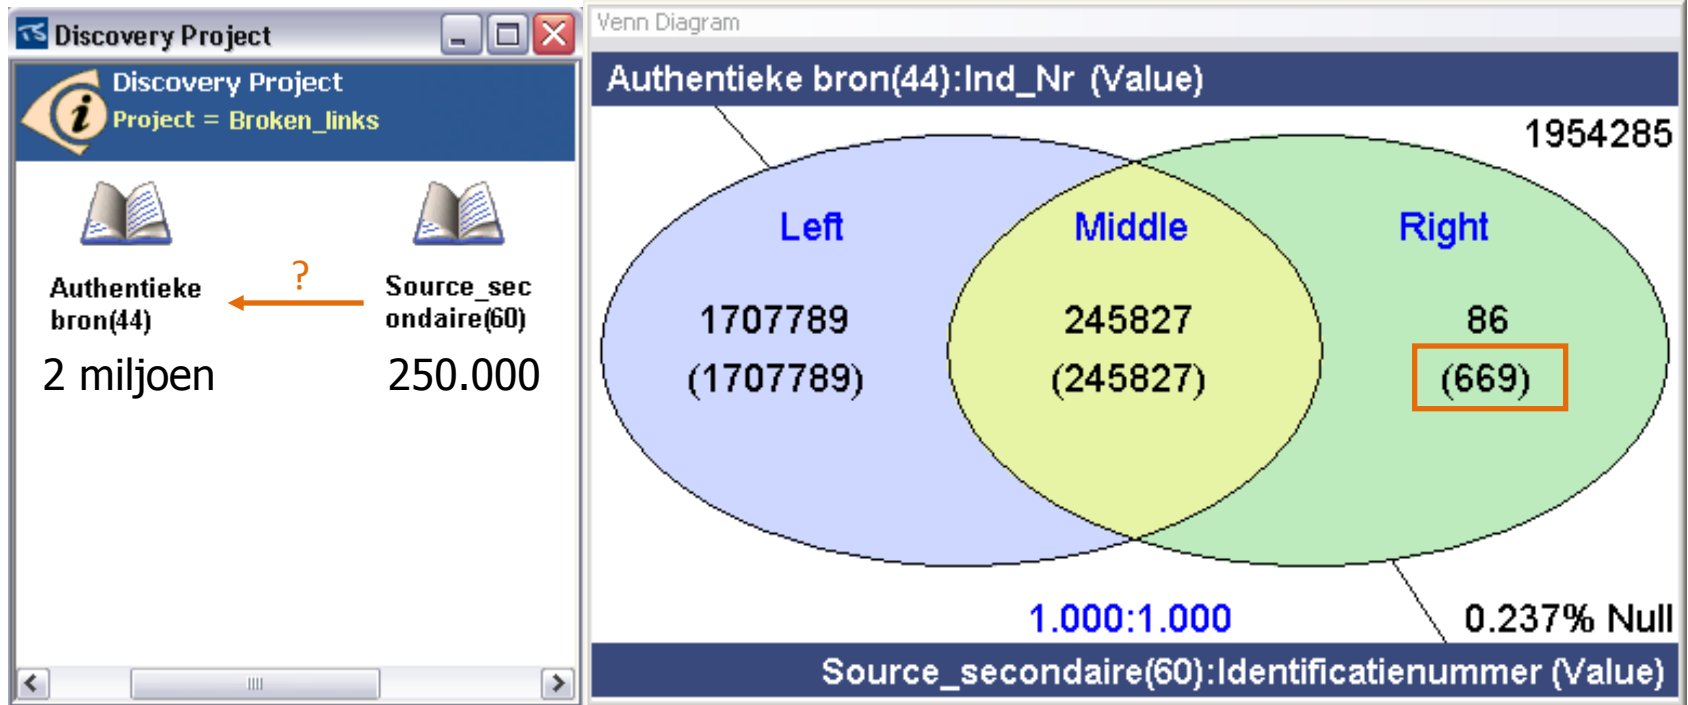 Discovery Project
Discovery Project
Project = Broken_links
Authentieke
bron(44)
?
Source_sec
ondaire(60)
2 miljoen
250.000
Venn Diagram
Authentieke bron(44):Ind_Nr (Value)
1954285
Left
Middle
Right
1707789
245827
86
(1707789)
(245827)
(669)
1.000:1.000
0.237% Null
Source_secondaire(60):Identificatienummer (Value)